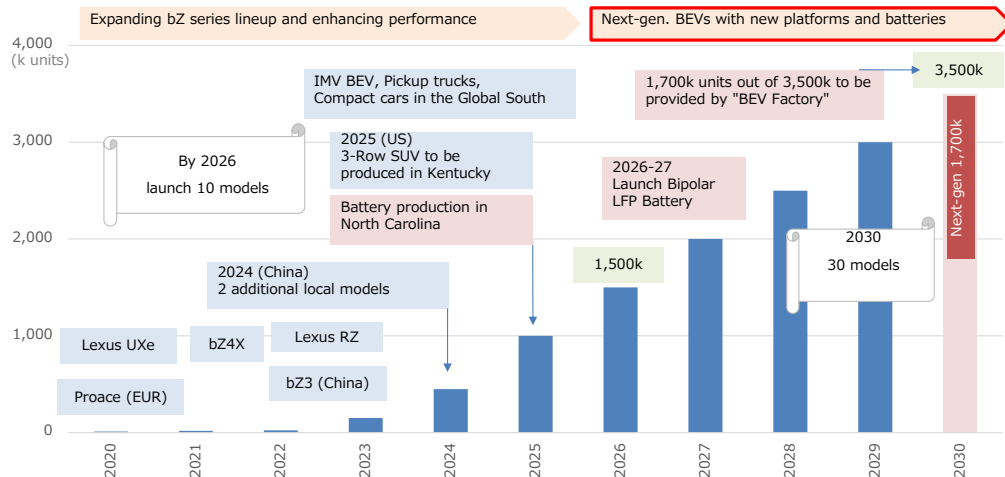 Expanding bZ series lineup and enhancing performance
Next-gen. BEVs with new platforms and batteries
4,000
(k units)
3,000
2,000
1,000
0
IMV BEV, Pickup trucks,
Compact cars in the Global South
1,700k units out of 3,500k to be
provided by "BEV Factory"
3,500k
By 2026
launch 10 models
2025 (US)
3-Row SUV to be
produced in Kentucky
Battery production in
North Carolina
2026-27
Launch Bipolar
LFP Battery
Next-gen 1,700k
2030
30 models
2024 (China)
2 additional local models
1,500k
Lexus UXe
bZ4X
Lexus RZ
Proace (EUR)
bZ3 (China)
2020
2021
2022
2023
2024
2025
2026
2027
2028
2029
2030